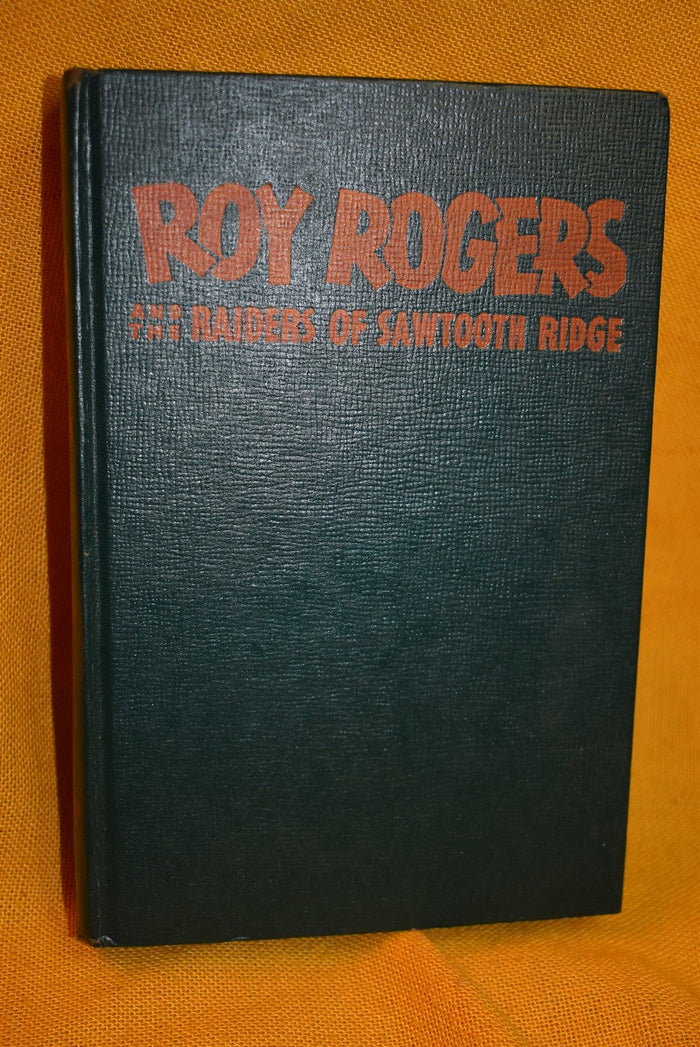 ROY ROGERS
AND THE RAIDERS OF SAWTOOTH RIDGE